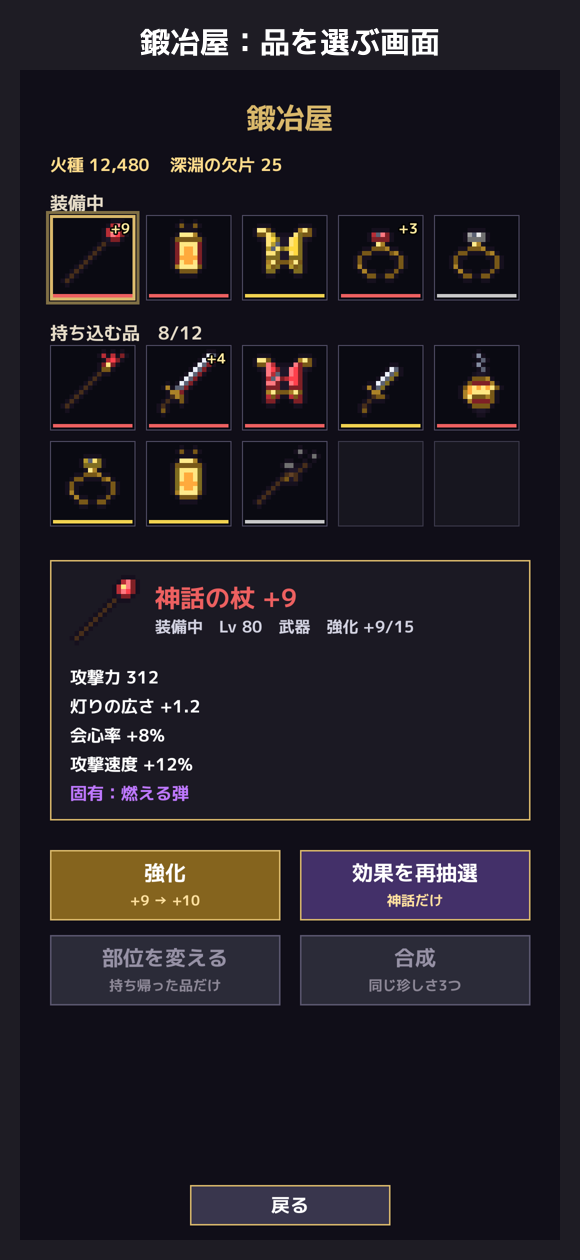 鍛冶屋：品を選ぶ画面
鍛冶屋
火種 12,480　深淵の欠片 25
装備中
+9
+3
持ち込む品　8/12
+4
神話の杖 +9
装備中　Lv 80　武器　強化 +9/15
攻撃力 312
灯りの広さ +1.2
会心率 +8%
攻撃速度 +12%
固有：燃える弾
強化
+9 → +10
効果を再抽選
神話だけ
部位を変える
持ち帰った品だけ
合成
同じ珍しさ3つ
戻る